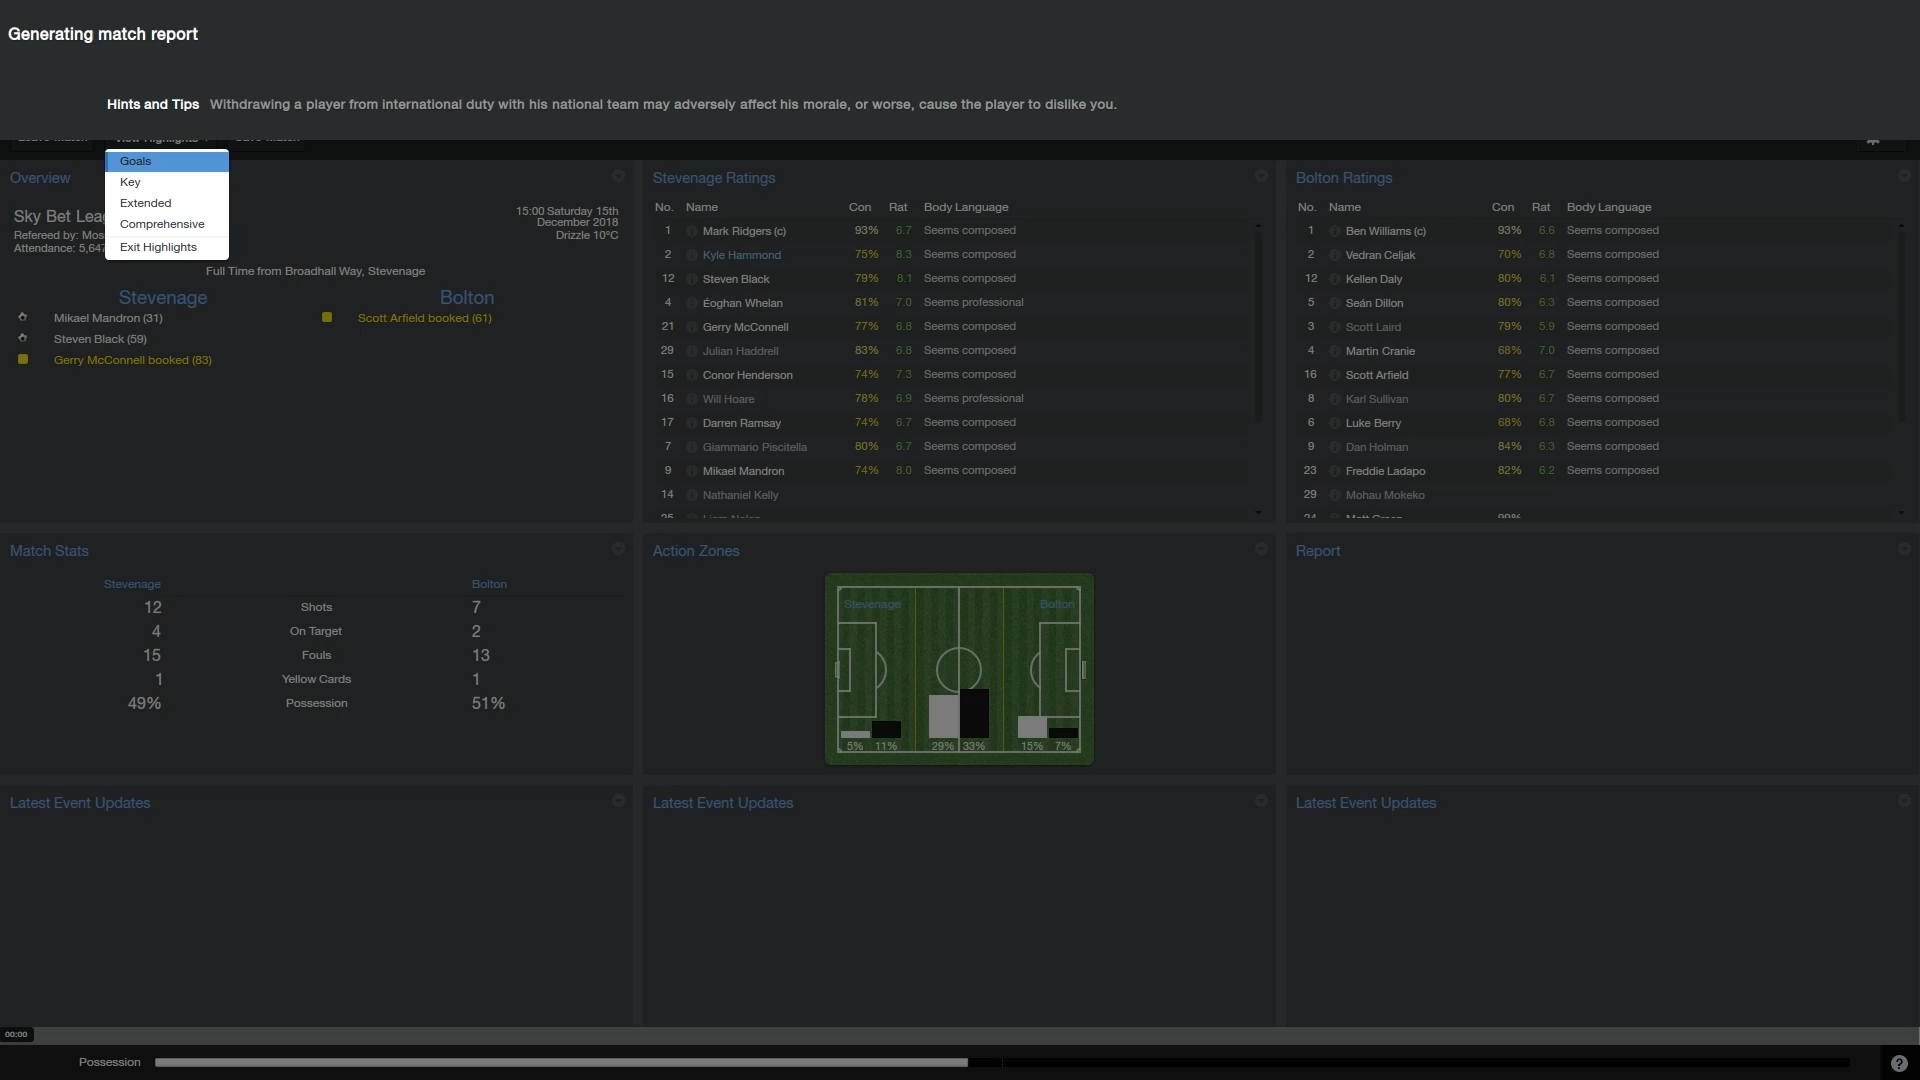 Generating match report
Hints and Tips Withdrawing a player from international duty with his national team may adversely affect his morale, or worse, cause the player to dislike you.
Goals
Key
Extended
Comprehensive
Exit Highlights
Overview
Sky Bet
Refereed by:
Attendance:
15:00 Saturday 15th
December 2018
Drizzle 10°C
Full Time from Broadhall Way, Stevenage
Stevenage Bolton
Mikael Mandron (31) Scott Arfield booked (61)
Steven Black (59)
Gerry McConnell booked (83)
Stevenage Ratings
No. Name Con Rat Body Language
1 Mark Ridgers (c) 93% 6.7 Seems composed
2 Kyle Hammond 75% 8.3 Seems composed
12 Steven Black 79% 8.1 Seems composed
4 Éoghan Whelan 81% 7.0 Seems professional
21 Gerry McConnell 77% 6.8 Seems composed
29 Julian Haddrell 83% 6.8 Seems composed
15 Conor Henderson 74% 7.3 Seems composed
16 Will Hoare 78% 6.9 Seems professional
17 Darren Ramsay 74% 6.7 Seems composed
7 Giammario Piscitella 80% 6.7 Seems composed
9 Mikael Mandron 74% 8.0 Seems composed
14 Nathaniel Kelly
Bolton Ratings
No. Name Con Rat Body Language
1 Ben Williams (c) 93% 6.6 Seems composed
2 Vedran Celjak 70% 6.8 Seems composed
12 Kellen Daly 80% 6.1 Seems composed
5 Seán Dillon 80% 6.3 Seems composed
3 Scott Laird 79% 5.9 Seems composed
4 Martin Cranie 68% 7.0 Seems composed
16 Scott Arfield 77% 6.7 Seems composed
8 Karl Sullivan 80% 6.7 Seems composed
6 Luke Berry 68% 6.8 Seems composed
9 Dan Holman 84% 6.3 Seems composed
23 Freddie Ladapo 82% 6.2 Seems composed
29 Mohau Mokeko
Match Stats
Stevenage Bolton
12 Shots 7
4 On Target 2
15 Fouls 13
1 Yellow Cards 1
49% Possession 51%
Action Zones
Stevenage Bolton
5% 11% 29% 33% 15% 7%
Report
Latest Event Updates
Latest Event Updates
Latest Event Updates
00:00
Possession